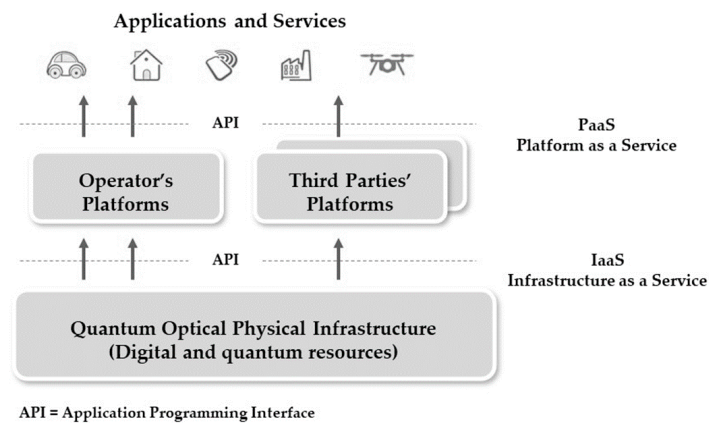 Applications and Services
API
PaaS
Platform as a Service
Operator's
Platforms
Third Parties'
Platforms
API
IaaS
Infrastructure as a Service
Quantum Optical Physical Infrastructure
(Digital and quantum resources)
API = Application Programming Interface